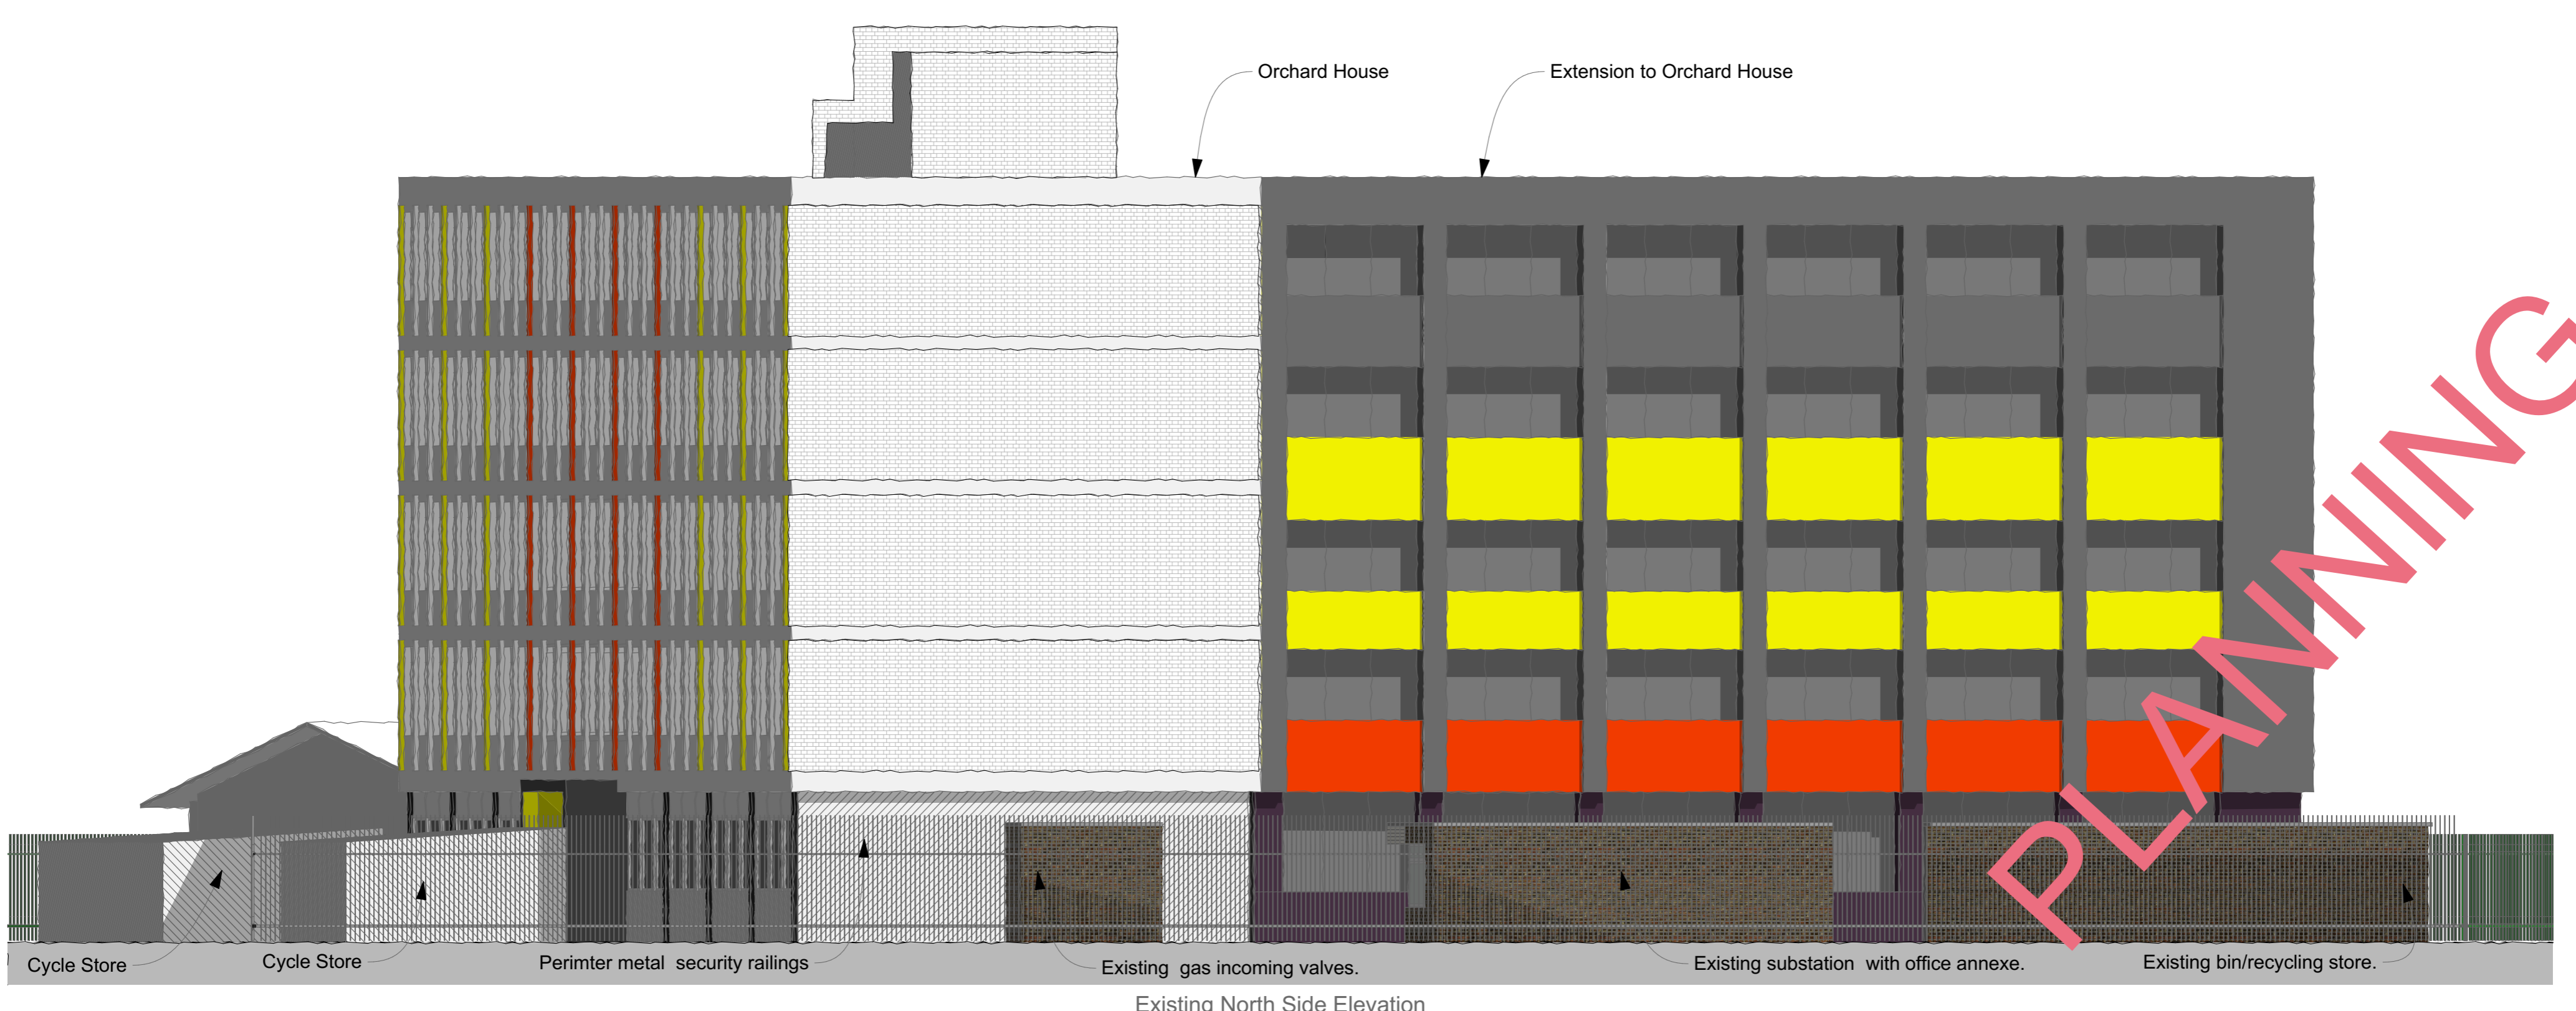 Orchard House
Extension to Orchard House
PLANNING
Cycle Store
Cycle Store
Perimter metal security railings
Existing gas incoming valves.
Existing substation with office annexe.
Existing bin/recycling store.
Existing North Side Elevation